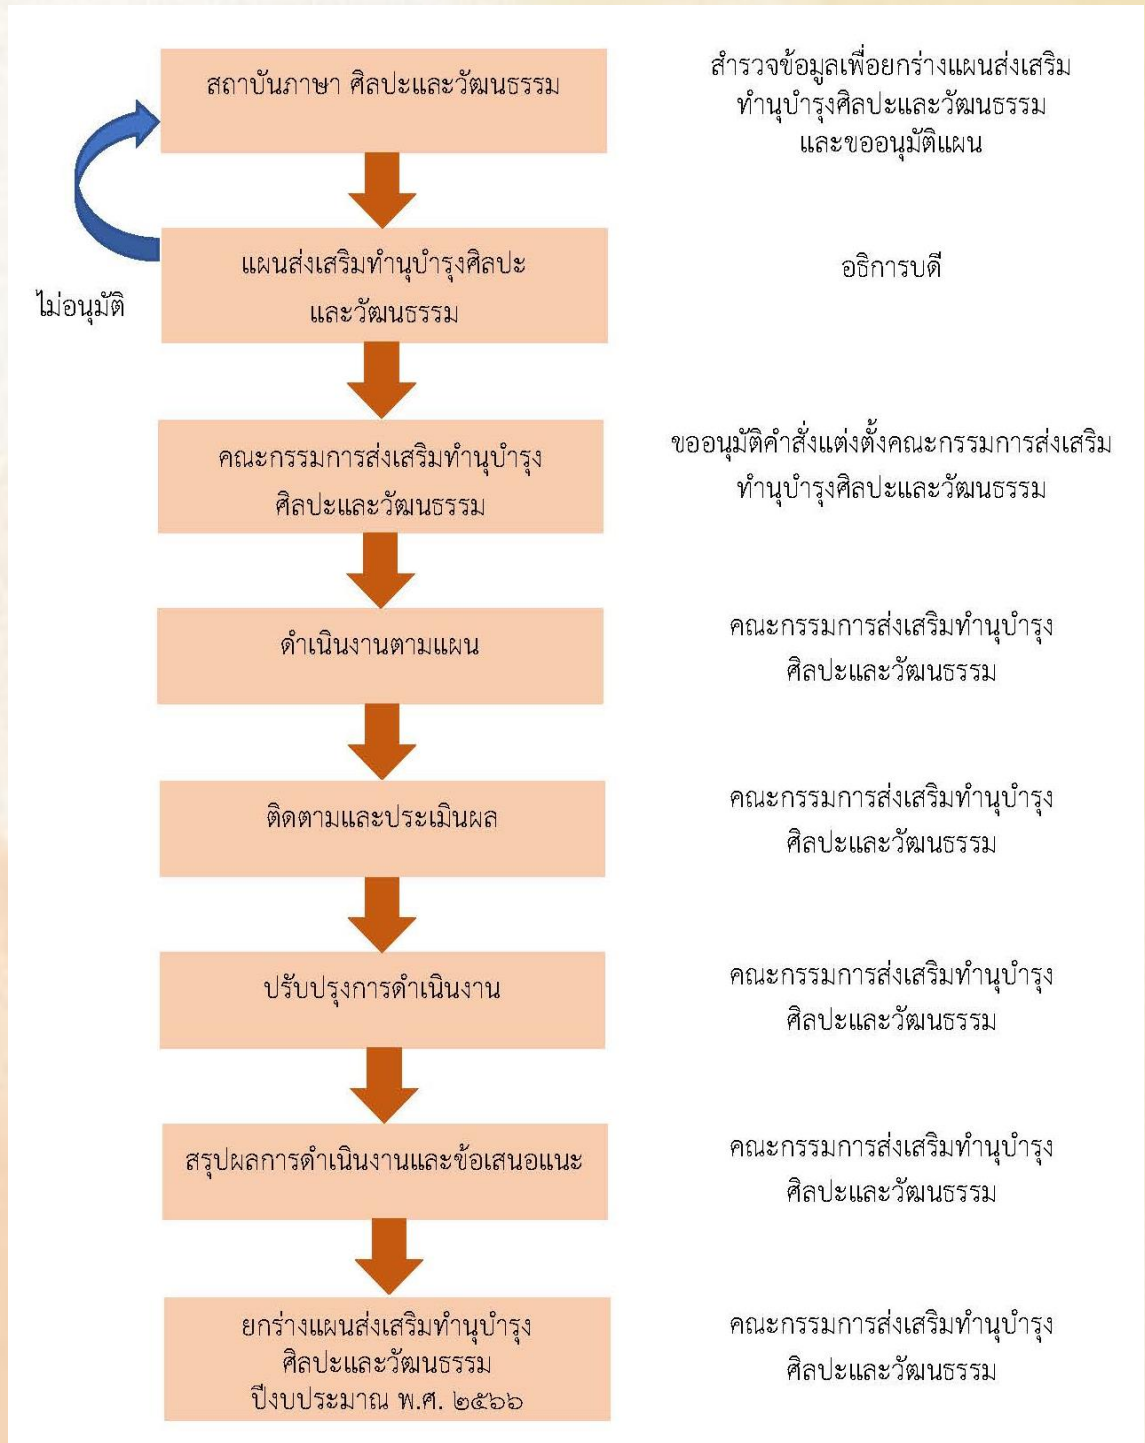 สถาบันภาษา ศิลปะและวัฒนธรรม
สำรวจข้อมูลเพื่อยกร่างแผนส่งเสริม
ทำนุบำรุงศิลปะและวัฒนธรรม
และขออนุมัติแผน
แผนส่งเสริมทำนุบำรุงศิลปะ
และวัฒนธรรม
อธิการบดี
ไม่อนุมัติ
คณะกรรมการส่งเสริมทำนุบำรุง
ศิลปะและวัฒนธรรม
ขออนุมัติคำสั่งแต่งตั้งคณะกรรมการส่งเสริม
ทำนุบำรุงศิลปะและวัฒนธรรม
ดำเนินงานตามแผน
คณะกรรมการส่งเสริมทำนุบำรุง
ศิลปะและวัฒนธรรม
ติดตามและประเมินผล
คณะกรรมการส่งเสริมทำนุบำรุง
ศิลปะและวัฒนธรรม
ปรับปรุงการดำเนินงาน
คณะกรรมการส่งเสริมทำนุบำรุง
ศิลปะและวัฒนธรรม
สรุปผลการดำเนินงานและข้อเสนอแนะ
คณะกรรมการส่งเสริมทำนุบำรุง
ศิลปะและวัฒนธรรม
ยกร่างแผนส่งเสริมทำนุบำรุง
ศิลปะและวัฒนธรรม
ปีงบประมาณ พ.ศ. ๒๕๖๖
คณะกรรมการส่งเสริมทำนุบำรุง
ศิลปะและวัฒนธรรม